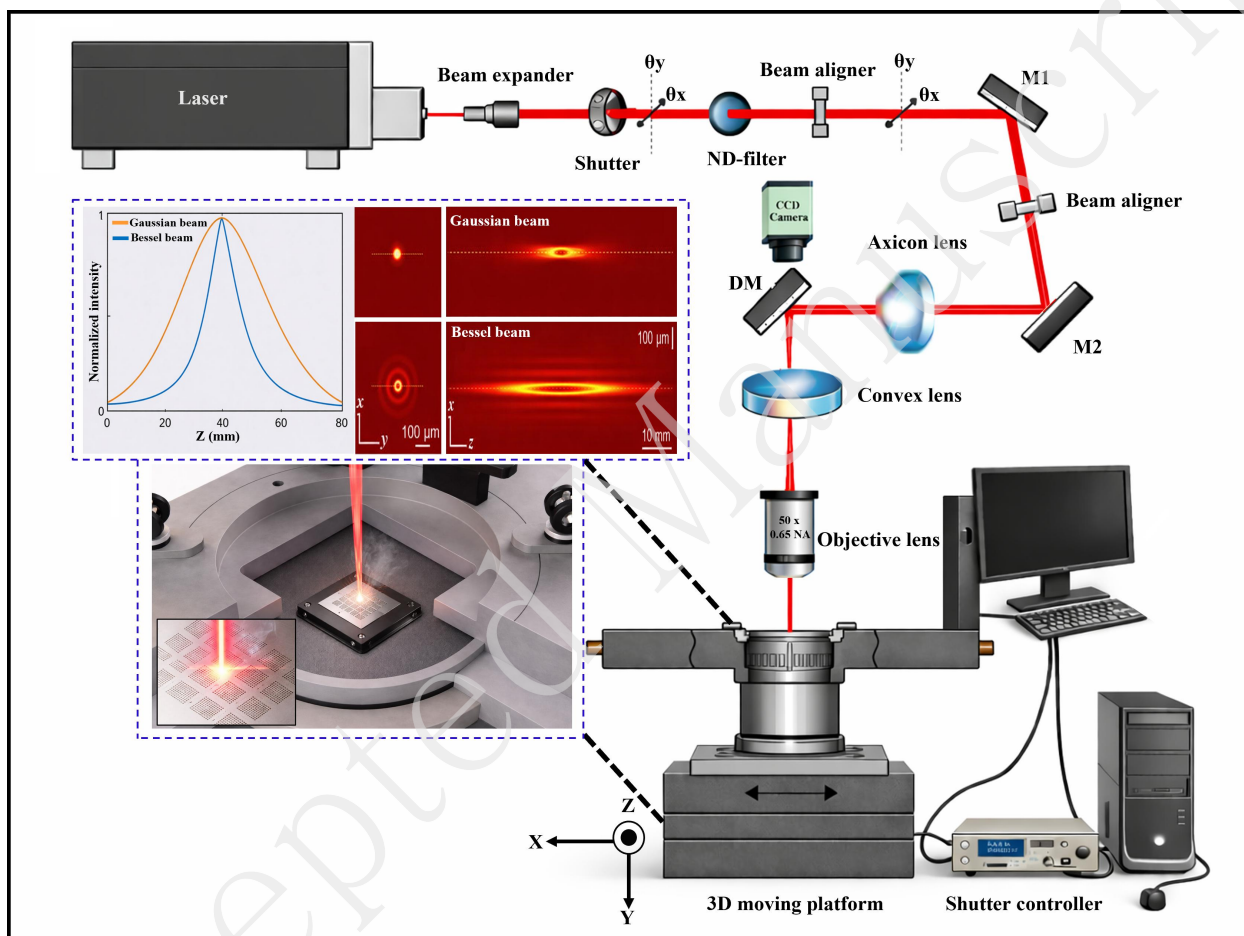 Laser
Beam expander
Shutter
θy
θx
ND-filter
Beam aligner
θy
θx
M1
Beam aligner
CCD
Camera
Axicon lens
DM
M2
Convex lens
Gaussian beam
Bessel beam
Normalized intensity
1
0
0 20 40 60 80
Z (mm)
Gaussian beam
Bessel beam
100 μm
x
y
100 μm
x
z
10 mm
50 x
0.65 NA
Objective lens
X
Z
Y
3D moving platform
Shutter controller
Accepted Manuscript